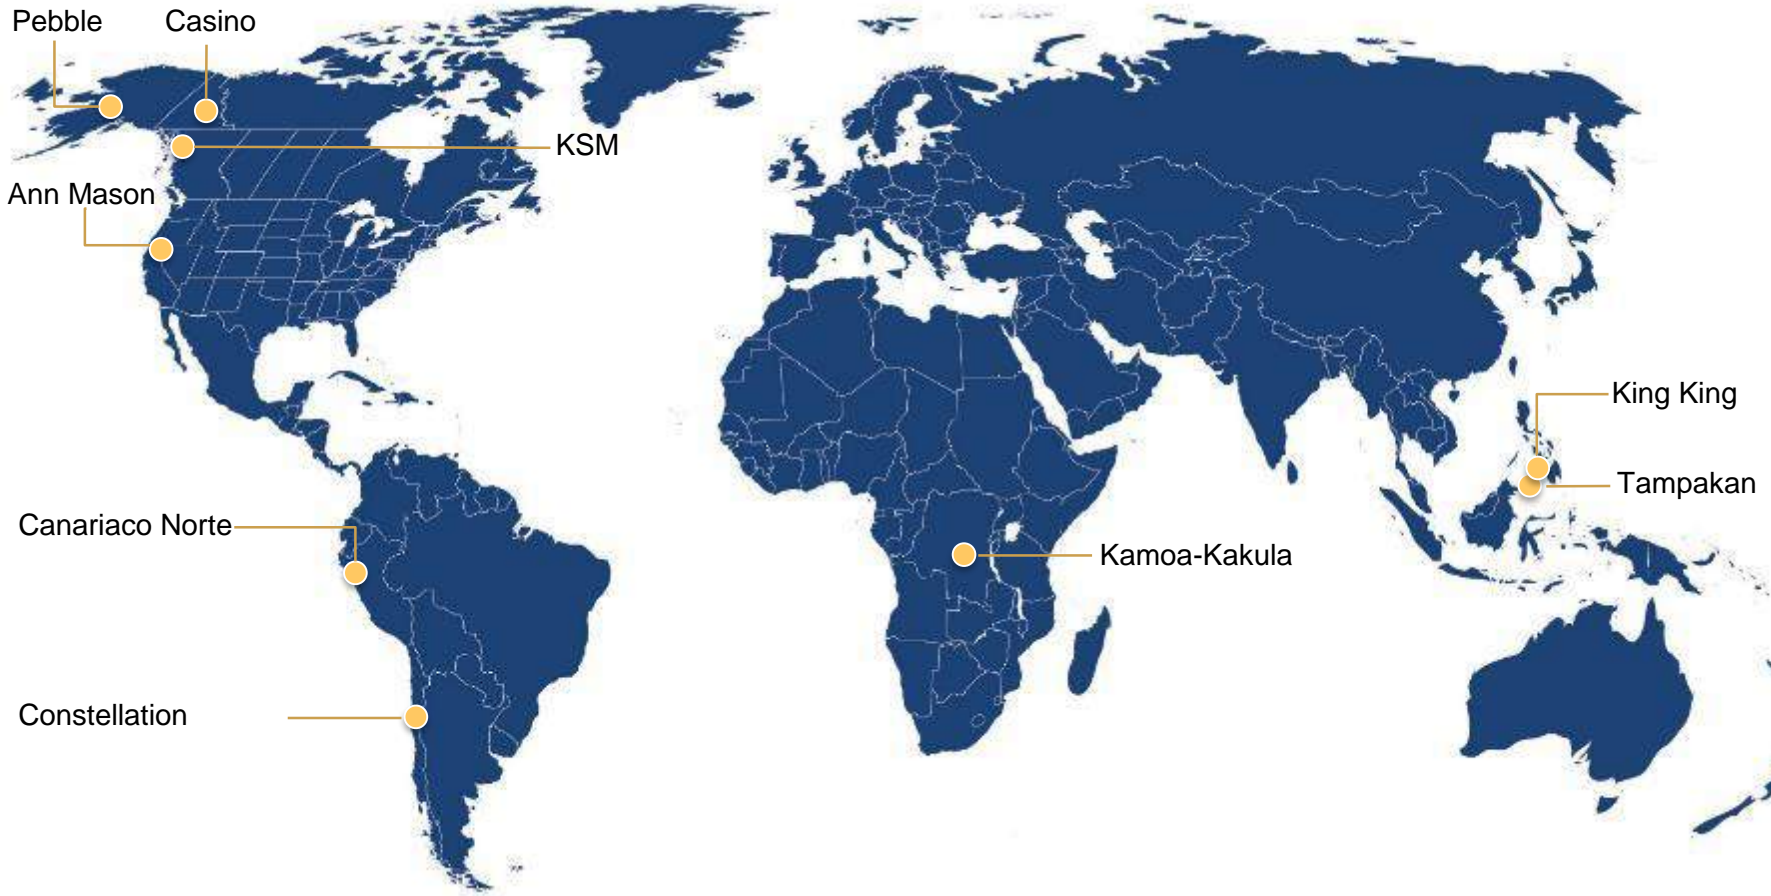 Pebble
Casino
KSM
Ann Mason
King King
Tampakan
Canariaco Norte
Kamoa-Kakula
Constellation